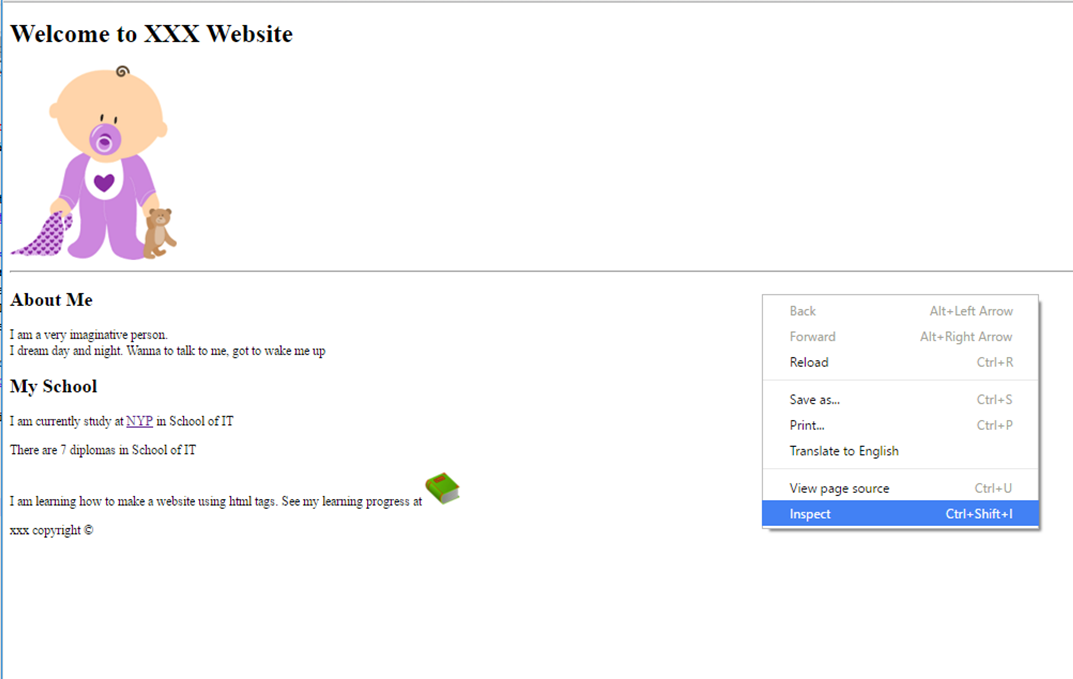 Welcome to XXX Website
About Me
I am a very imaginative person.
I dream day and night. Wanna to talk to me, got to wake me up
My School
I am currently study at NYP in School of IT
There are 7 diplomas in School of IT
I am learning how to make a website using html tags. See my learning progress at
xxx copyright ©
Back Alt+Left Arrow
Forward Alt+Right Arrow
Reload Ctrl+R
Save as... Ctrl+S
Print... Ctrl+P
Translate to English
View page source Ctrl+U
Inspect Ctrl+Shift+I